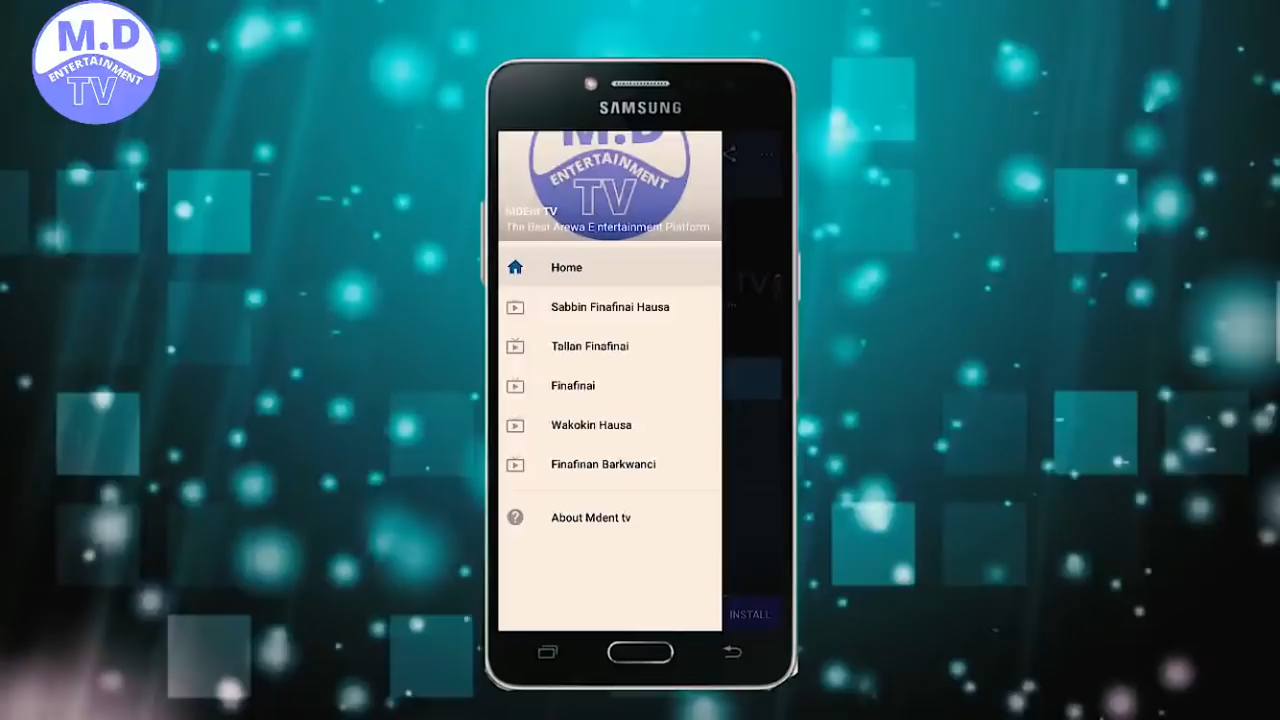 M.D
ENTERTAINMENT
TV
SAMSUNG
M.D
ENTERTAINMENT
TV
MDEnt TV
The Best Arewa Entertainment Platform
Home
Sabbin Finafinai Hausa
Tallan Finafinai
Finafinai
Wakokin Hausa
Finafinan Barkwanci
About Mdent tv
TV
INSTALL